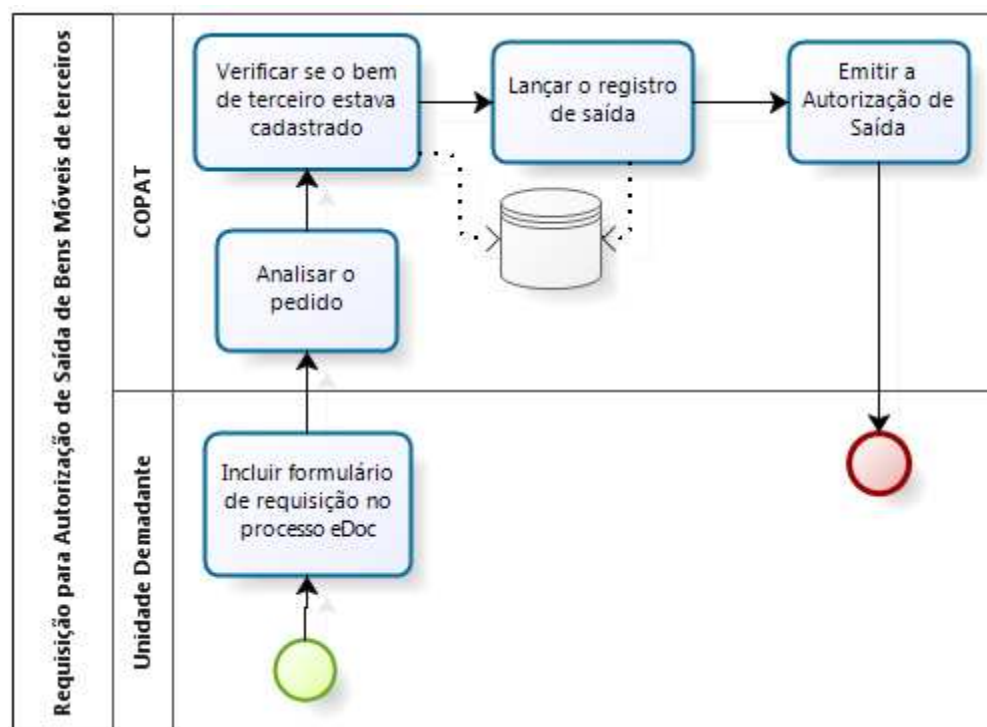 Requisição para Autorização de Saída de Bens Móveis de terceiros
COPAT
Verificar se o bem
de terceiro estava
cadastrado
Lançar o registro
de saída
Emitir a
Autorização de
Saída
Analisar o
pedido
Unidade Demadante
Incluir formulário
de requisição no
processo eDoc